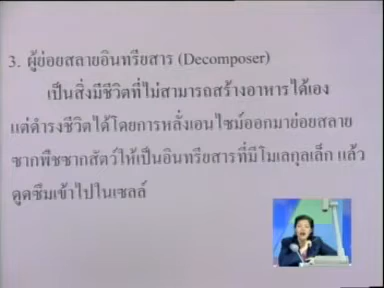 3. ผู้ย่อยสลายอินทรียสาร (Decomposer)
เป็นสิ่งมีชีวิตที่ไม่สามารถสร้างอาหารได้เอง
แต่ดำรงชีวิตได้โดยการหลั่งเอนไซม์ออกมาย่อยสลาย
ซากพืชซากสัตว์ให้เป็นอินทรียสารที่มีโมเลกุลเล็ก แล้ว
ดูดซึมเข้าไปในเซลล์